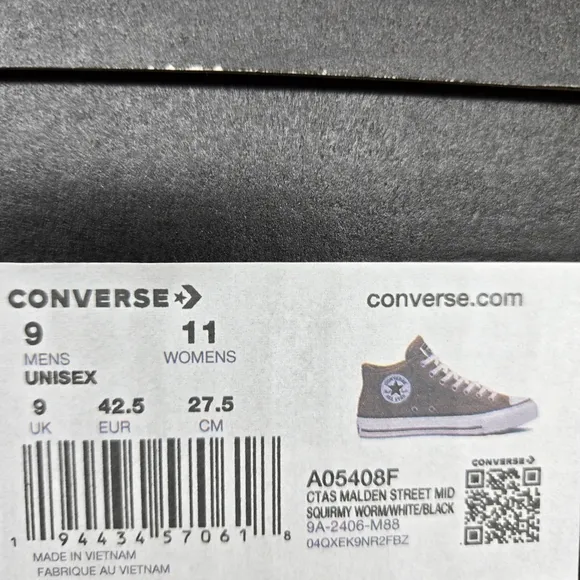 CONVERSE
converse.com
9 11
MENS WOMENS
UNISEX
9 42.5 27.5
UK EUR CM
1 94434 57061 8
MADE IN VIETNAM
FABRIQUE AU VIETNAM
A05408F
CTAS MALDEN STREET MID
SQUIRMY WORM/WHITE/BLACK
9A-2406-M88
04QXEK9NR2FBZ
CONVERSE
CONVERSE